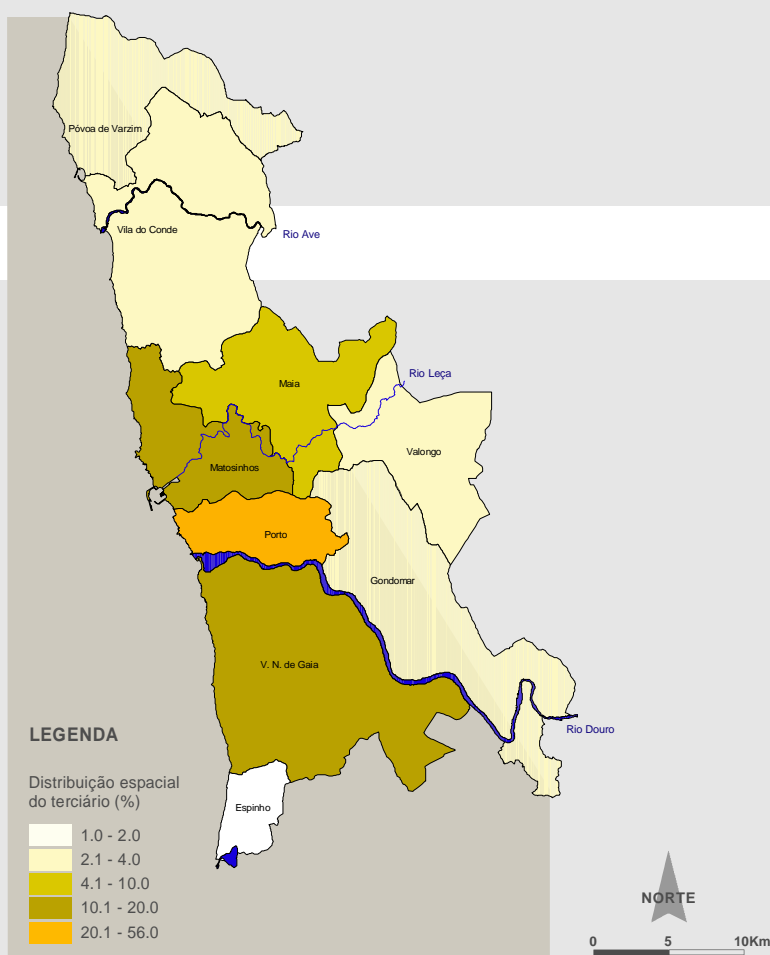 Póvoa de Varzim
Vila do Conde
Rio Ave
Maia
Rio Leça
Valongo
Matosinhos
Porto
Gondomar
V. N. de Gaia
Rio Douro
Espinho
LEGENDA
Distribuição espacial
do terciário (%)
1.0 - 2.0
2.1 - 4.0
4.1 - 10.0
10.1 - 20.0
20.1 - 56.0
NORTE
0 5 10Km